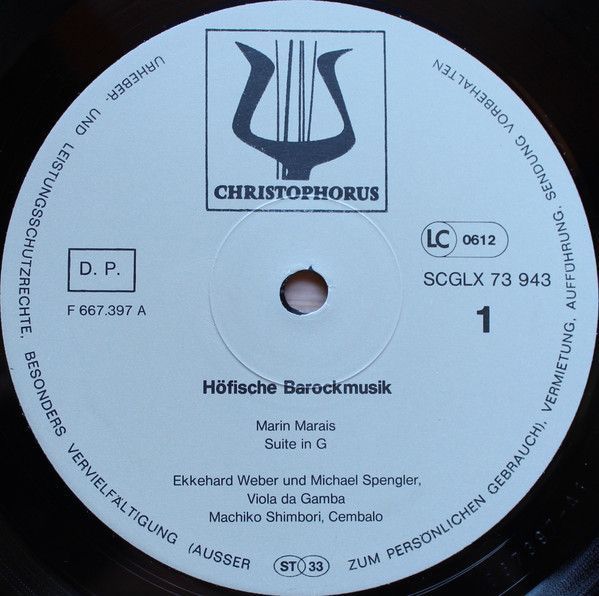 CHRISTOPHORUS
LC 0612
D. P.
SCGLX 73 943
F 667.397 A
1
Höfische Barockmusik
Marin Marais
Suite in G
Ekkehard Weber und Michael Spengler,
Viola da Gamba
Machiko Shimbori, Cembalo
ST 33
URHEBER- UND LEISTUNGSSCHUTZRECHTE, BESONDERS VERVIELFÄLTIGUNG (AUSSER ZUM PERSÖNLICHEN GEBRAUCH), VERMIETUNG, AUFFÜHRUNG, SENDUNG VORBEHALTEN